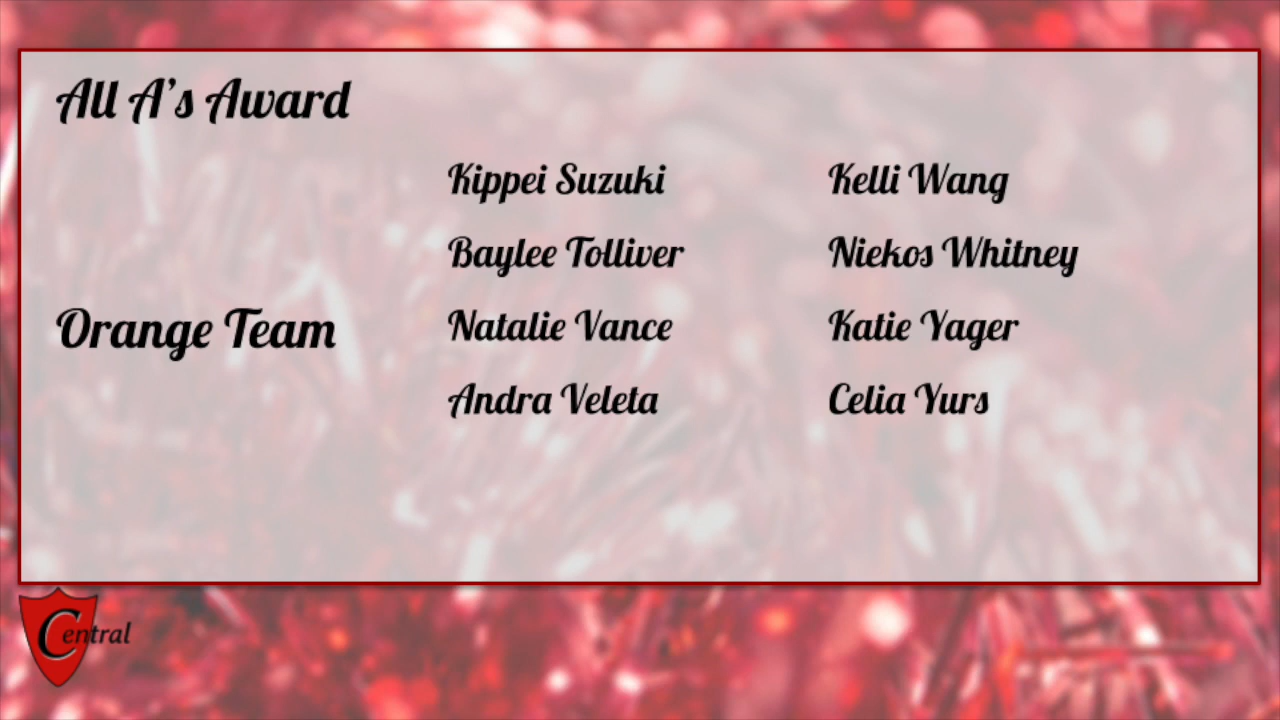 All A's Award
Orange Team
Kippei Suzuki
Baylee Tolliver
Natalie Vance
Andra Veleta
Kelli Wang
Niekos Whitney
Katie Yager
Celia Yurs
Central